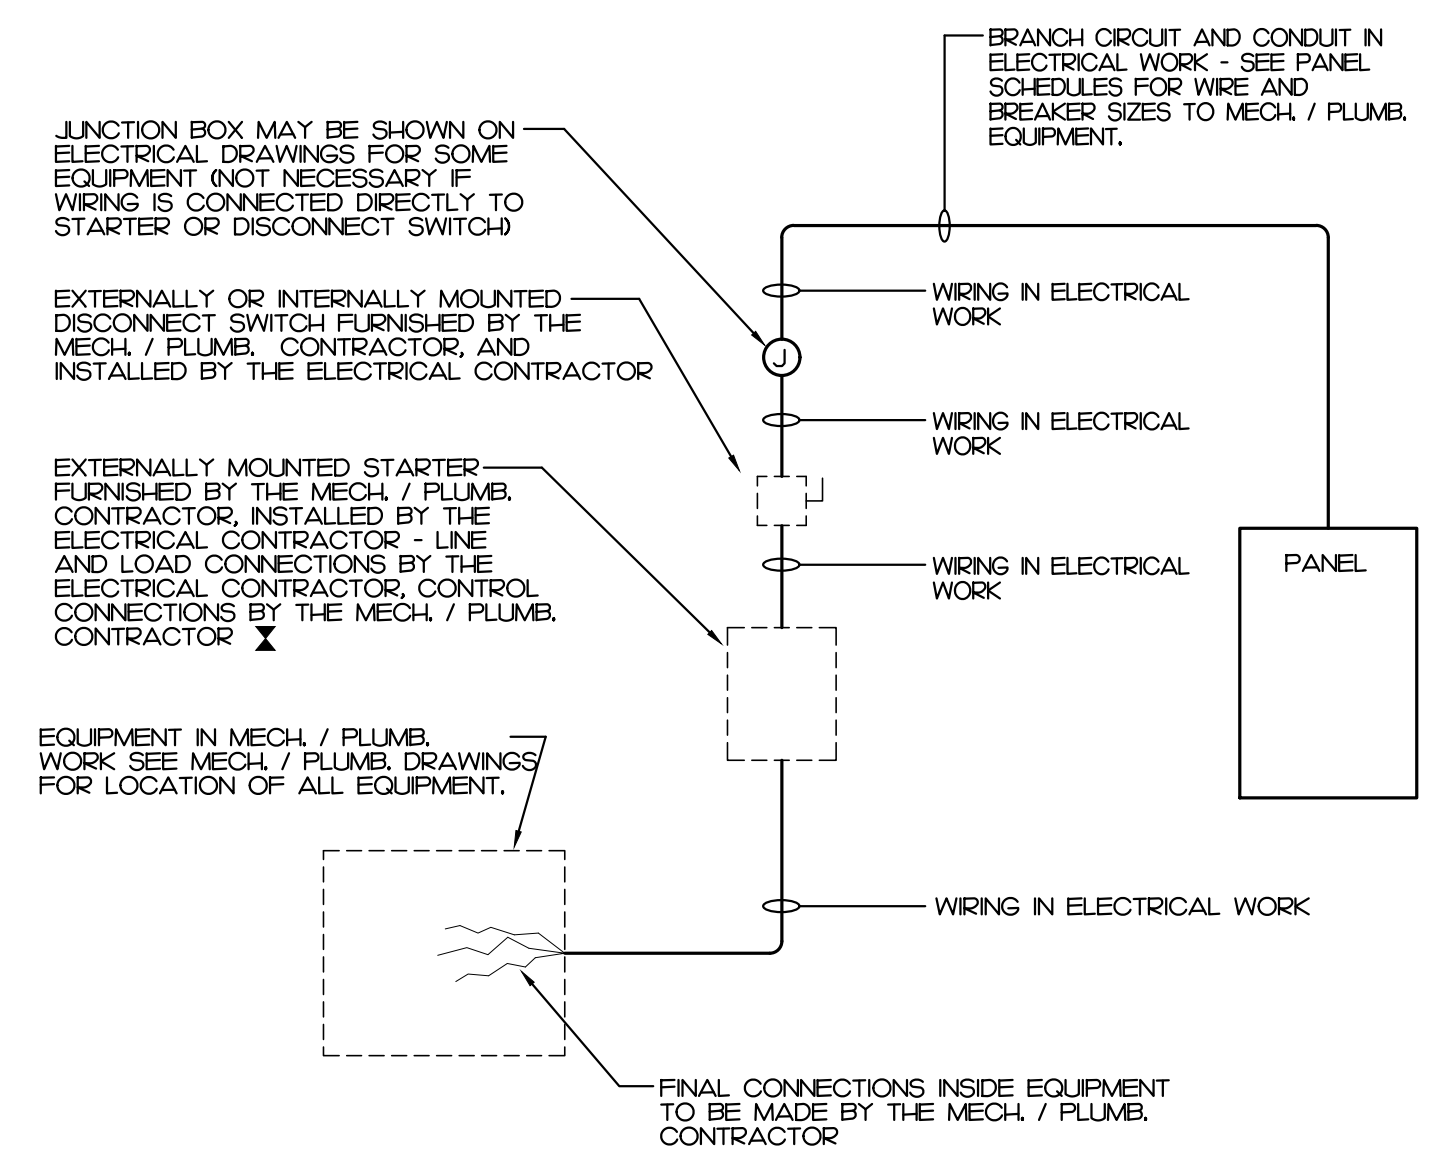 BRANCH CIRCUIT AND CONDUIT IN
ELECTRICAL WORK - SEE PANEL
SCHEDULES FOR WIRE AND
BREAKER SIZES TO MECH. / PLUMB.
EQUIPMENT.
JUNCTION BOX MAY BE SHOWN ON
ELECTRICAL DRAWINGS FOR SOME
EQUIPMENT (NOT NECESSARY IF
WIRING IS CONNECTED DIRECTLY TO
STARTER OR DISCONNECT SWITCH)
WIRING IN ELECTRICAL
WORK
EXTERNALLY OR INTERNALLY MOUNTED
DISCONNECT SWITCH FURNISHED BY THE
MECH. / PLUMB. CONTRACTOR, AND
INSTALLED BY THE ELECTRICAL CONTRACTOR
J
WIRING IN ELECTRICAL
WORK
EXTERNALLY MOUNTED STARTER
FURNISHED BY THE MECH. / PLUMB.
CONTRACTOR, INSTALLED BY THE
ELECTRICAL CONTRACTOR - LINE
AND LOAD CONNECTIONS BY THE
ELECTRICAL CONTRACTOR, CONTROL
CONNECTIONS BY THE MECH. / PLUMB.
CONTRACTOR
WIRING IN ELECTRICAL
WORK
PANEL
EQUIPMENT IN MECH. / PLUMB.
WORK SEE MECH. / PLUMB. DRAWINGS
FOR LOCATION OF ALL EQUIPMENT.
WIRING IN ELECTRICAL WORK
FINAL CONNECTIONS INSIDE EQUIPMENT
TO BE MADE BY THE MECH. / PLUMB.
CONTRACTOR